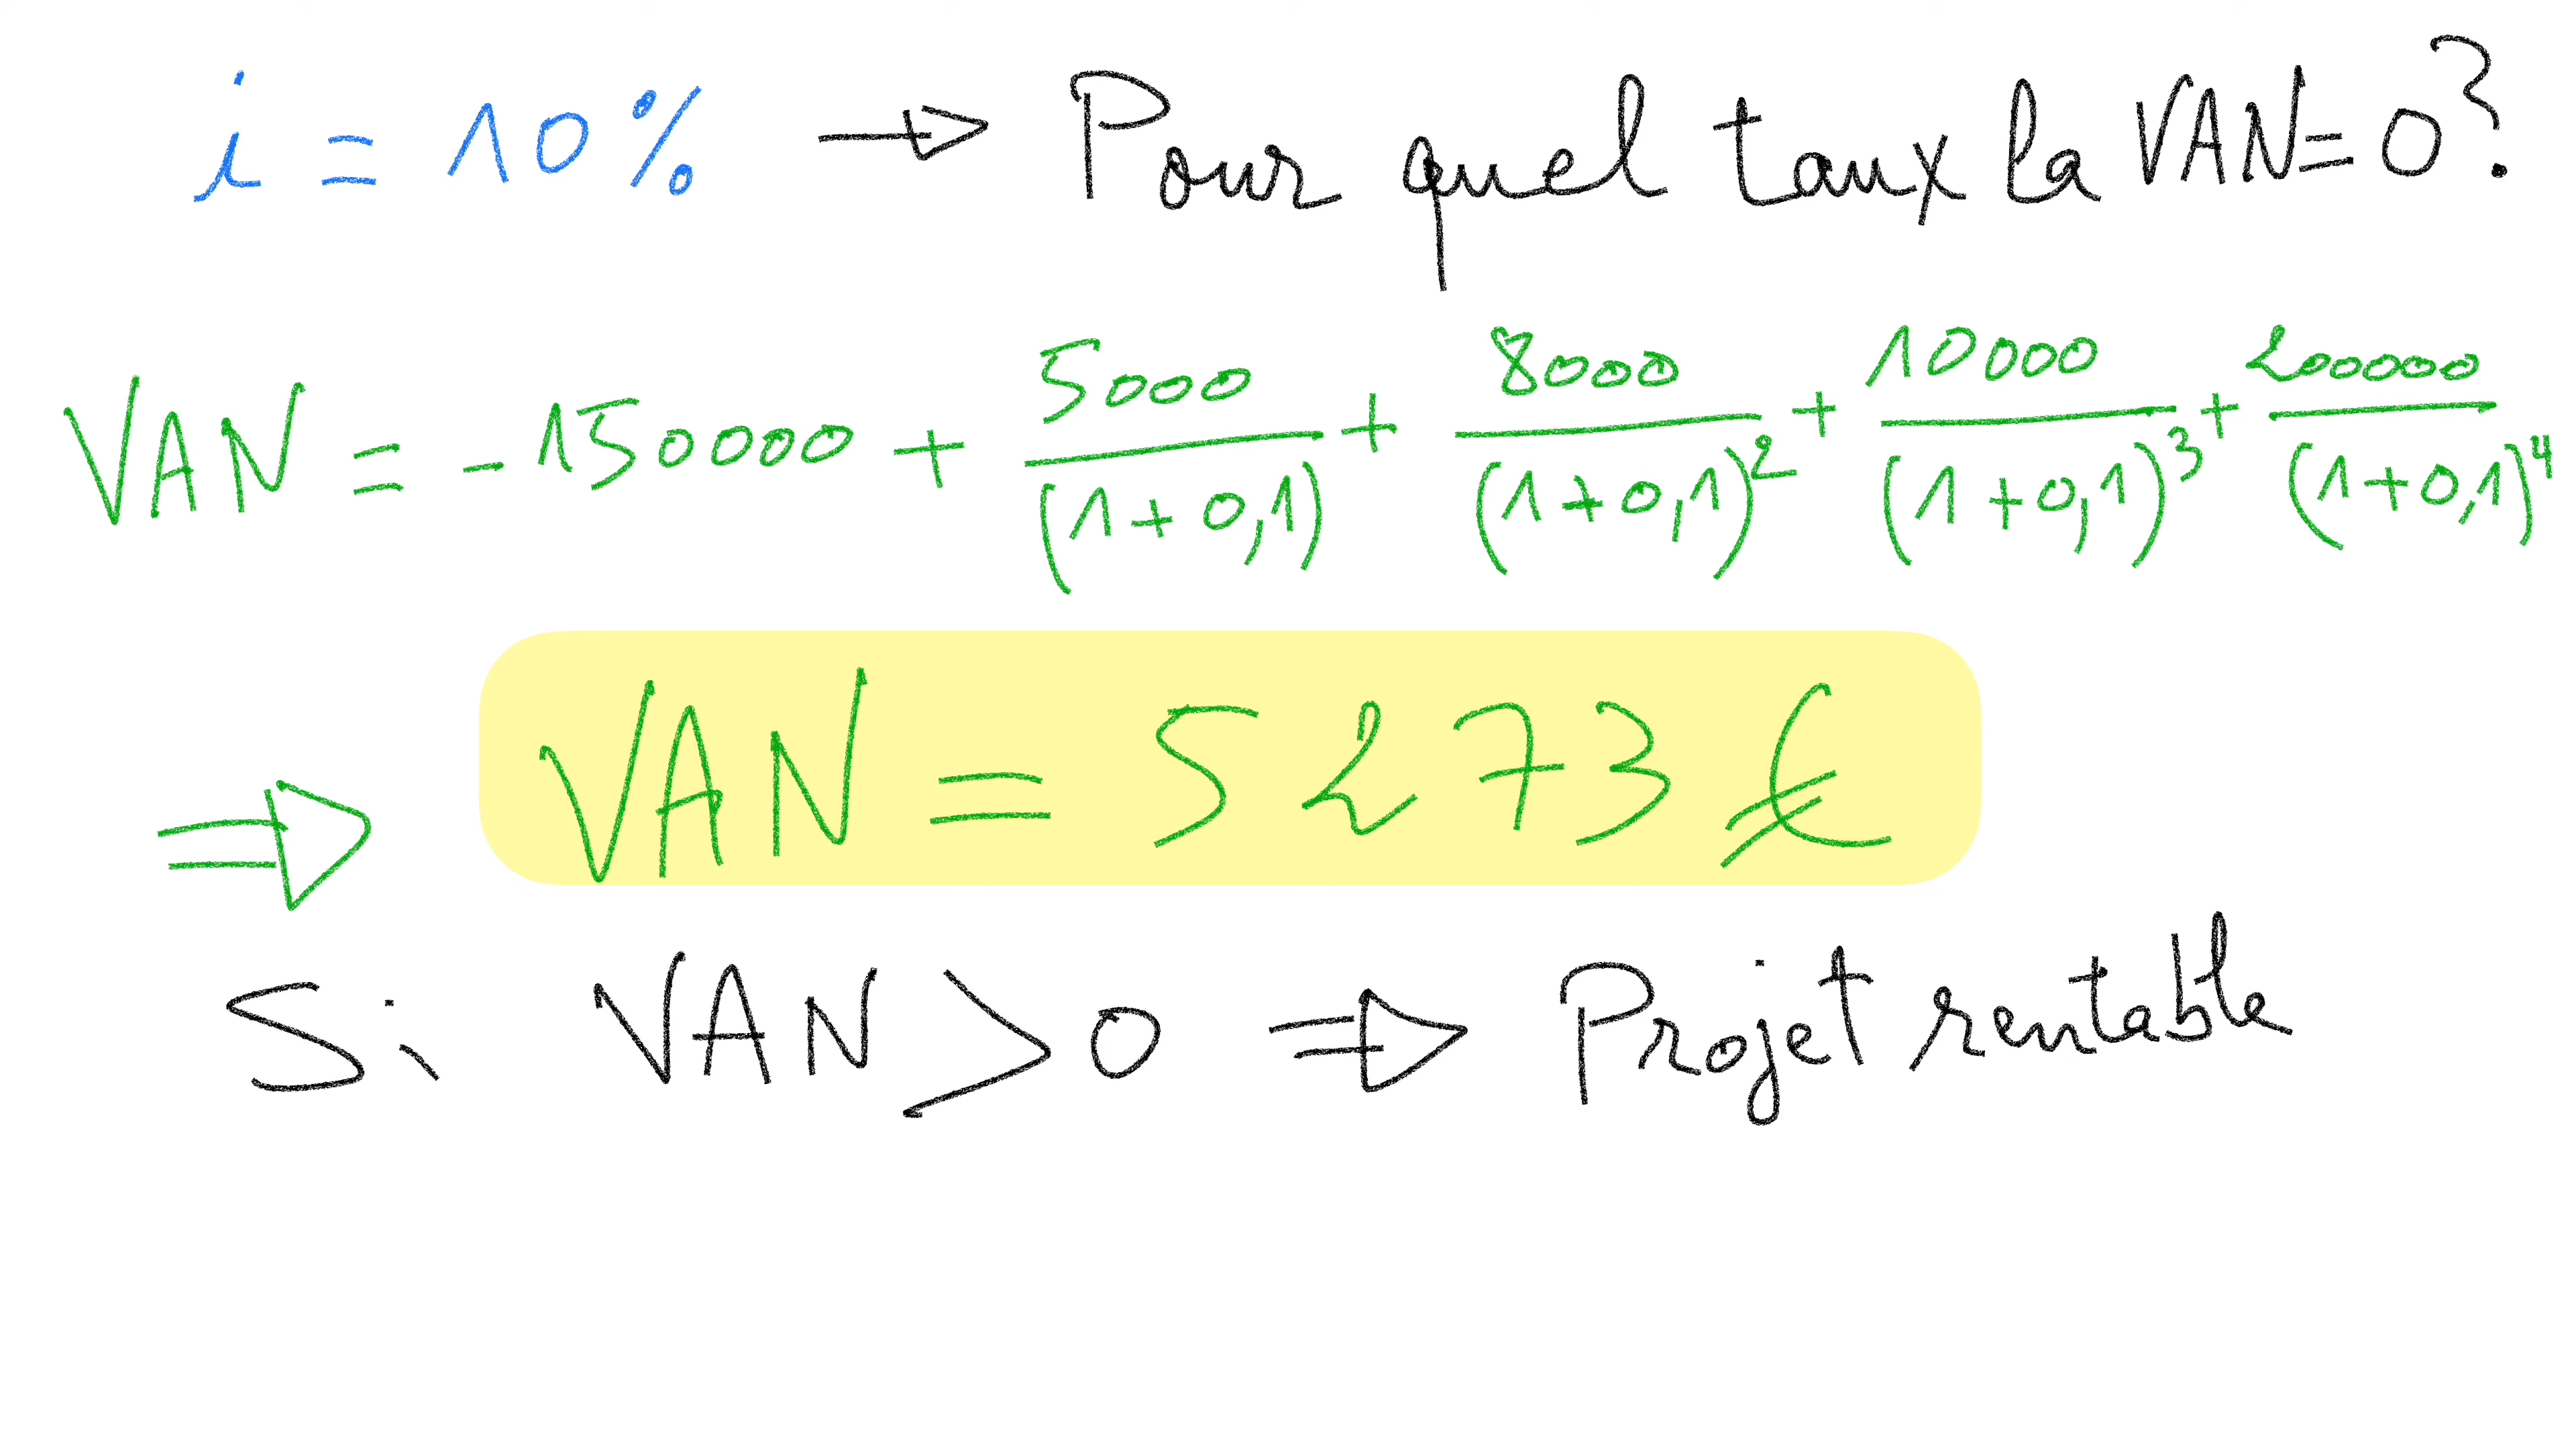 i = 10% → Pour quel taux la VAN=0?
VAN = -150000 + 5000/(1+0,1) + 8000/(1+0,1)² + 10000/(1+0,1)³ + 200000/(1+0,1)⁴
⇒ VAN = 5273 €
Si VAN > 0 ⇒ Projet rentable